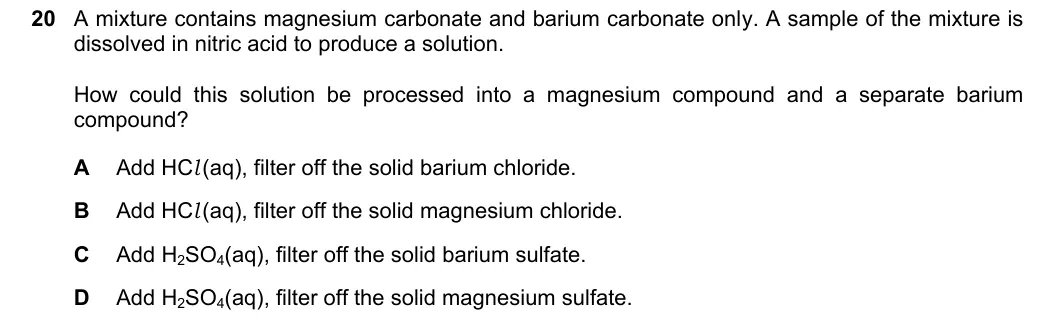 20 A mixture contains magnesium carbonate and barium carbonate only. A sample of the mixture is
dissolved in nitric acid to produce a solution.
How could this solution be processed into a magnesium compound and a separate barium
compound?
A Add HCl(aq), filter off the solid barium chloride.
B Add HCl(aq), filter off the solid magnesium chloride.
C Add H₂SO₄(aq), filter off the solid barium sulfate.
D Add H₂SO₄(aq), filter off the solid magnesium sulfate.